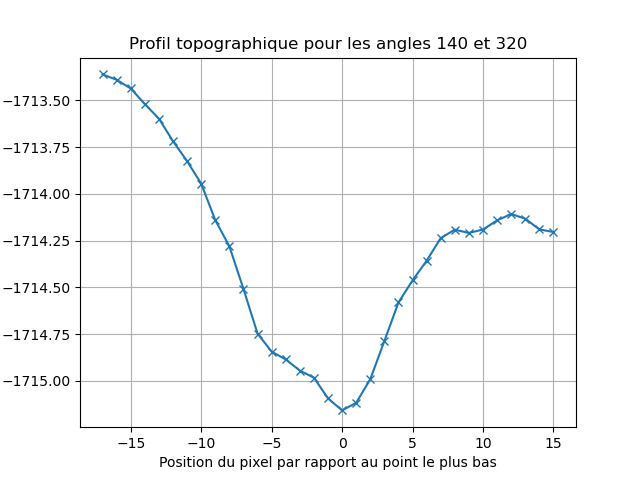 Profil topographique pour les angles 140 et 320
−1713.50
−1713.75
−1714.00
−1714.25
−1714.50
−1714.75
−1715.00
−15 −10 −5 0 5 10 15
Position du pixel par rapport au point le plus bas